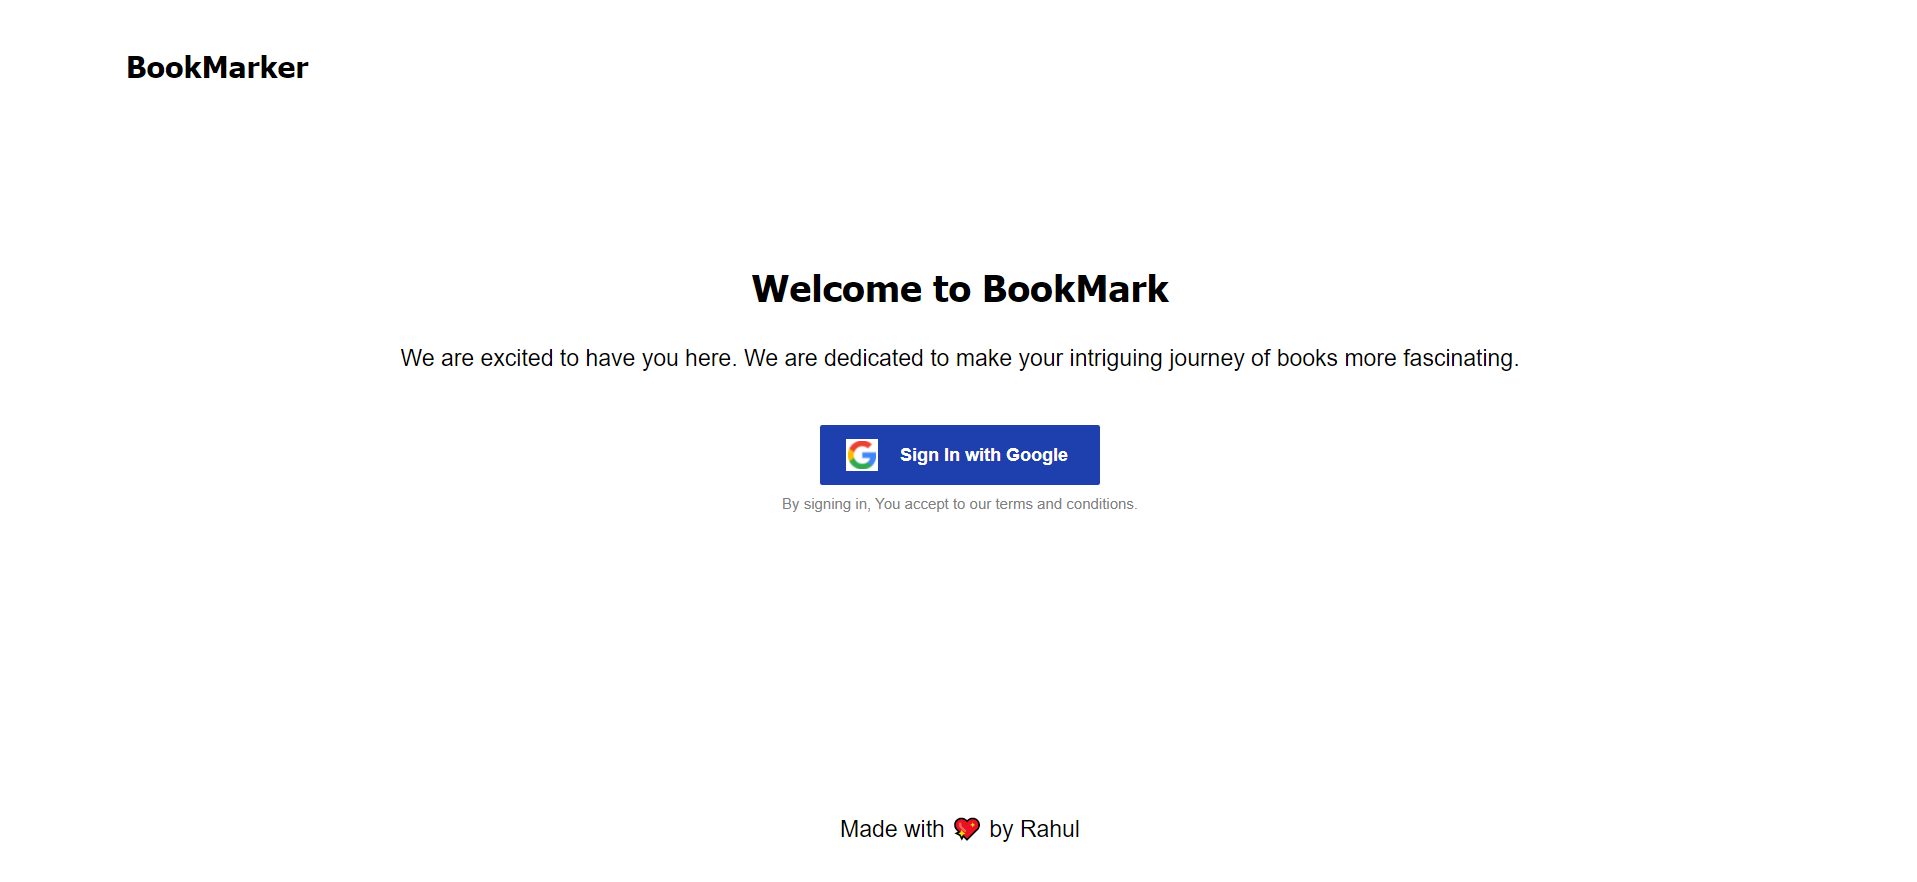 BookMarker
Welcome to BookMark
We are excited to have you here. We are dedicated to make your intriguing journey of books more fascinating.
Sign In with Google
By signing in, You accept to our terms and conditions.
Made with 💖 by Rahul